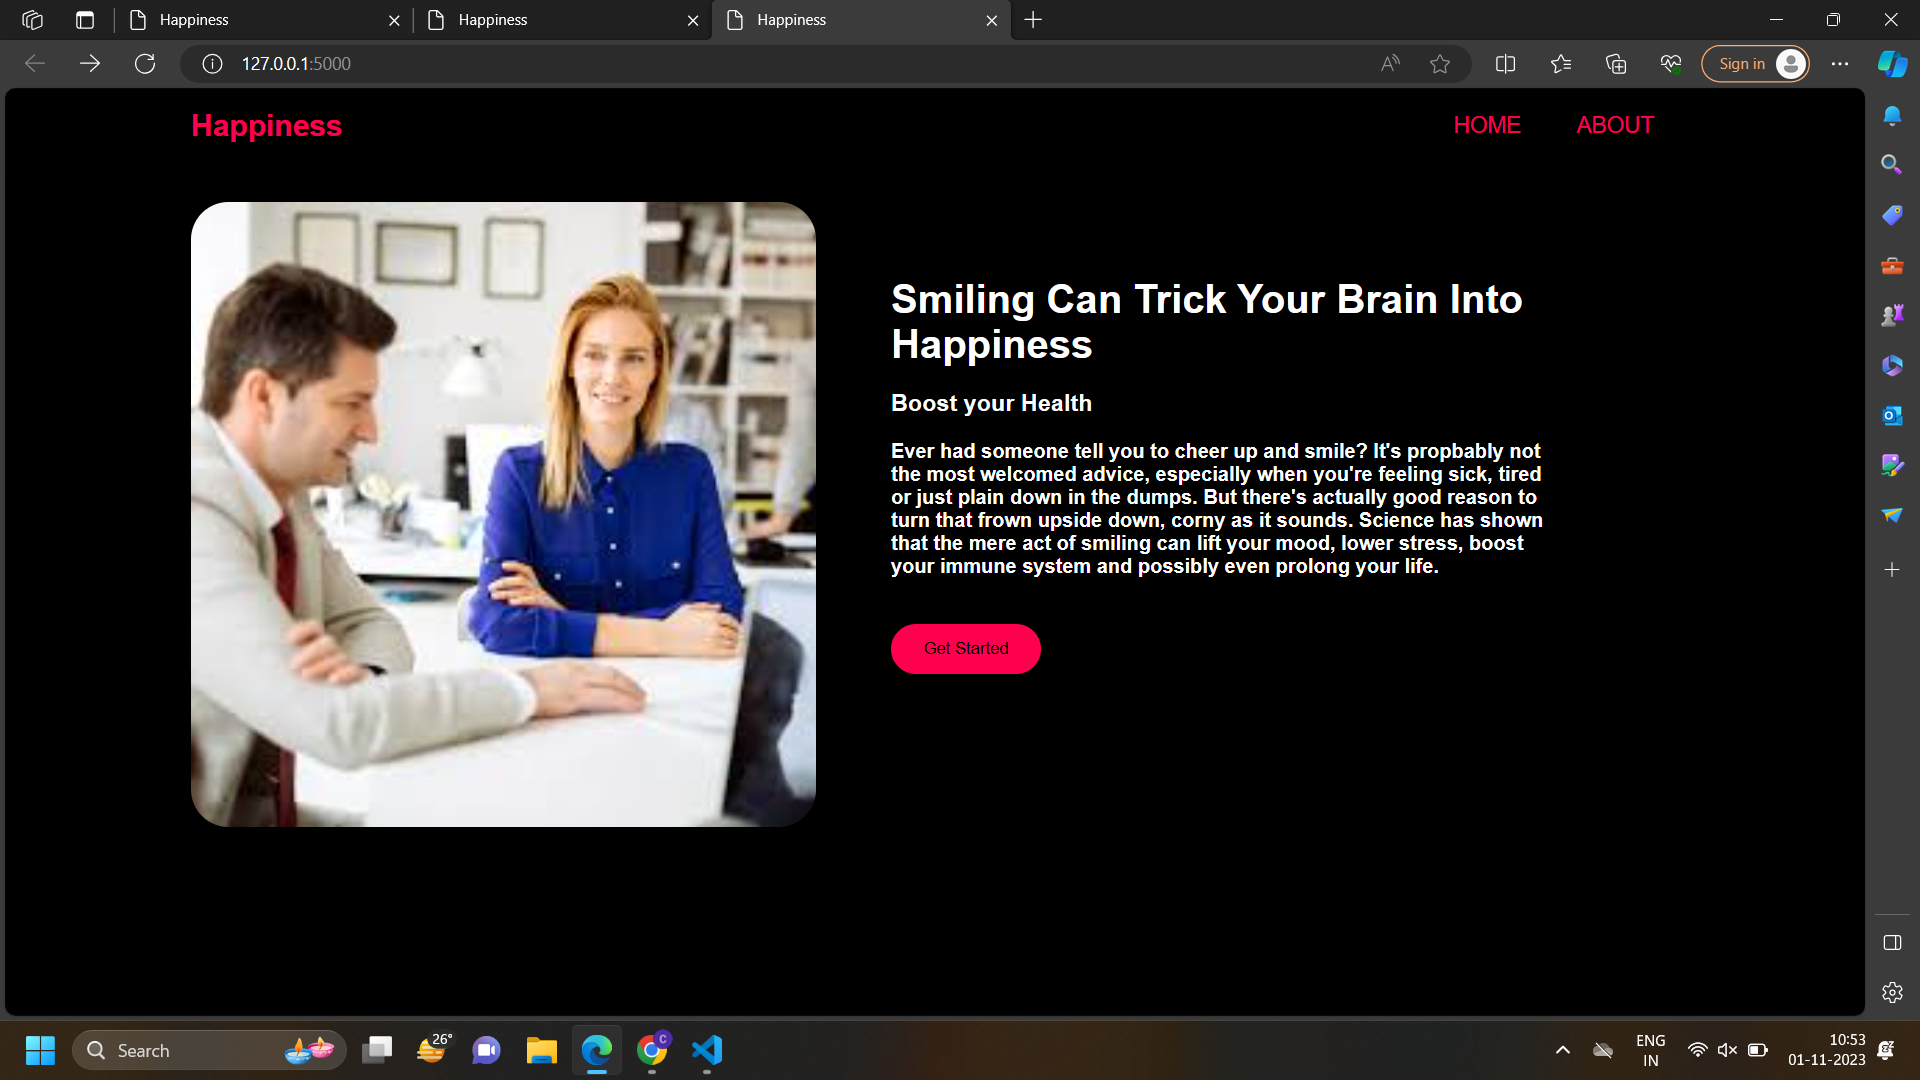 Happiness
Happiness
Happiness
127.0.0.1:5000
Sign in
Happiness
HOME
ABOUT
Smiling Can Trick Your Brain Into
Happiness
Boost your Health
Ever had someone tell you to cheer up and smile? It's propbably not
the most welcomed advice, especially when you're feeling sick, tired
or just plain down in the dumps. But there's actually good reason to
turn that frown upside down, corny as it sounds. Science has shown
that the mere act of smiling can lift your mood, lower stress, boost
your immune system and possibly even prolong your life.
Get Started
Search
26°
C
ENG
IN
10:53
01-11-2023